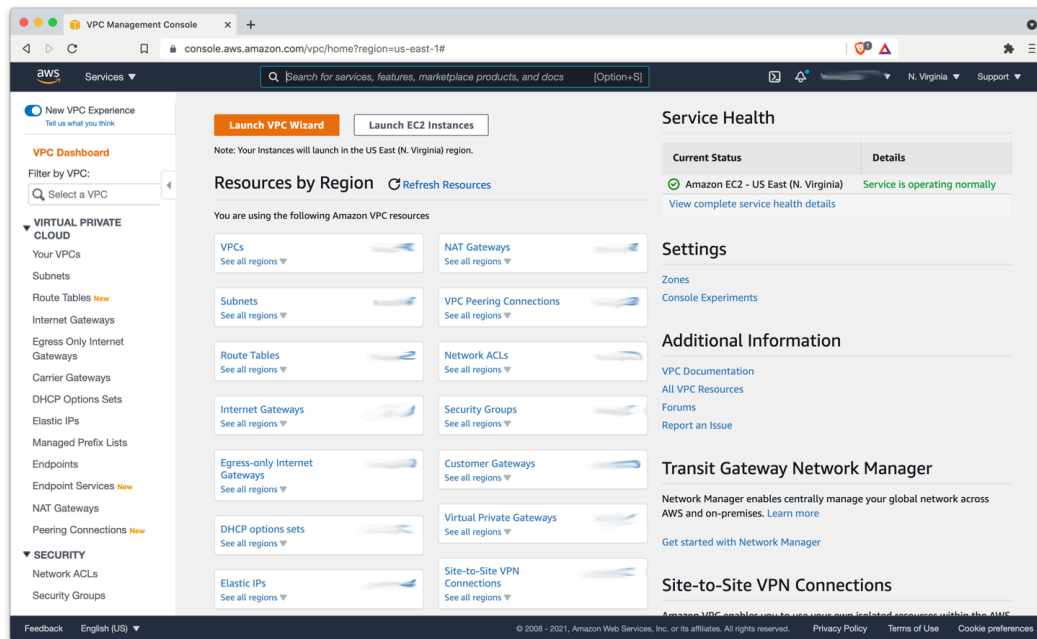 VPC Management Console
console.aws.amazon.com/vpc/home?region=us-east-1#
aws
Services
Search for services, features, marketplace products, and docs [Option+S]
N. Virginia
Support
New VPC Experience
Tell us what you think
VPC Dashboard
Filter by VPC:
Select a VPC
VIRTUAL PRIVATE
CLOUD
Your VPCs
Subnets
Route Tables New
Internet Gateways
Egress Only Internet
Gateways
Carrier Gateways
DHCP Options Sets
Elastic IPs
Managed Prefix Lists
Endpoints
Endpoint Services New
NAT Gateways
Peering Connections New
SECURITY
Network ACLs
Security Groups
Launch VPC Wizard
Launch EC2 Instances
Note: Your Instances will launch in the US East (N. Virginia) region.
Resources by Region
Refresh Resources
You are using the following Amazon VPC resources
VPCs
See all regions
NAT Gateways
See all regions
Subnets
See all regions
VPC Peering Connections
See all regions
Route Tables
See all regions
Network ACLs
See all regions
Internet Gateways
See all regions
Security Groups
See all regions
Egress-only Internet
Gateways
See all regions
Customer Gateways
See all regions
DHCP options sets
See all regions
Virtual Private Gateways
See all regions
Elastic IPs
See all regions
Site-to-Site VPN
Connections
See all regions
Service Health
Current Status
Details
Amazon EC2 - US East (N. Virginia)
Service is operating normally
View complete service health details
Settings
Zones
Console Experiments
Additional Information
VPC Documentation
All VPC Resources
Forums
Report an Issue
Transit Gateway Network Manager
Network Manager enables centrally manage your global network across
AWS and on-premises. Learn more
Get started with Network Manager
Site-to-Site VPN Connections
Amazon VPC enables you to use your own isolated resources within the AWS
Feedback
English (US)
© 2008 - 2021, Amazon Web Services, Inc. or its affiliates. All rights reserved.
Privacy Policy
Terms of Use
Cookie preferences